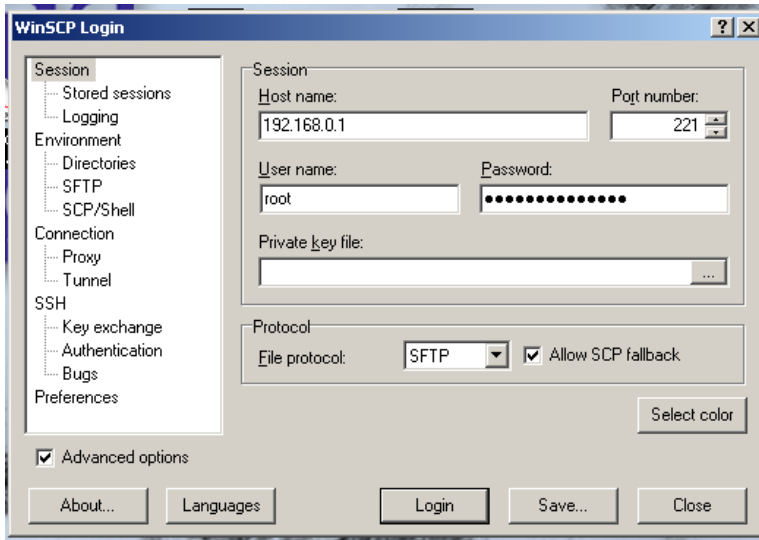 WinSCP Login
Session
Stored sessions
Logging
Environment
Directories
SFTP
SCP/Shell
Connection
Proxy
Tunnel
SSH
Key exchange
Authentication
Bugs
Preferences
Advanced options
Session
Host name: Port number:
192.168.0.1 221
User name: Password:
root ●●●●●●●●●●●●●●
Private key file:
...
Protocol
File protocol: SFTP Allow SCP fallback
Select color
About... Languages Login Save... Close